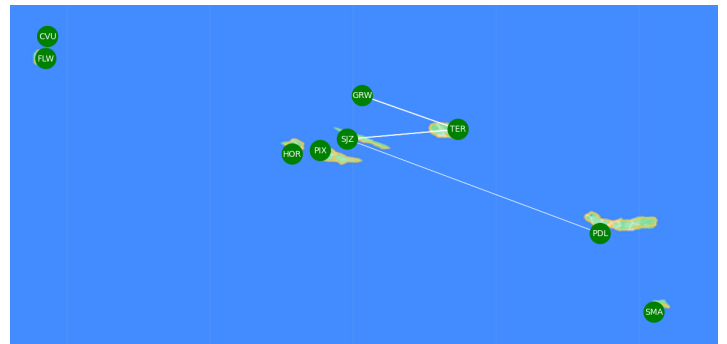 CVU
FLW
GRW
TER
SJZ
PIX
HOR
PDL
SMA